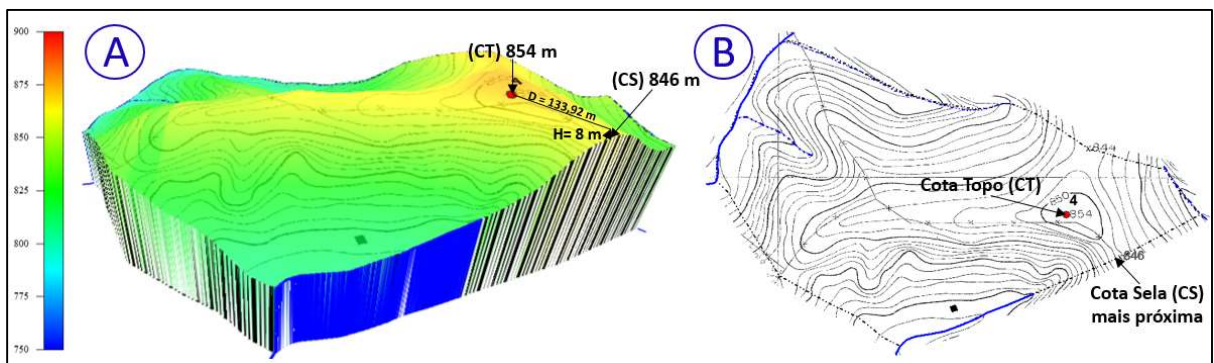 900
875
850
825
800
775
750
A
(CT) 854 m
(CS) 846 m
D = 133,92 m
H= 8 m
B
844
Cota Topo (CT)
850
4
854
846
Cota Sela (CS)
mais próxima